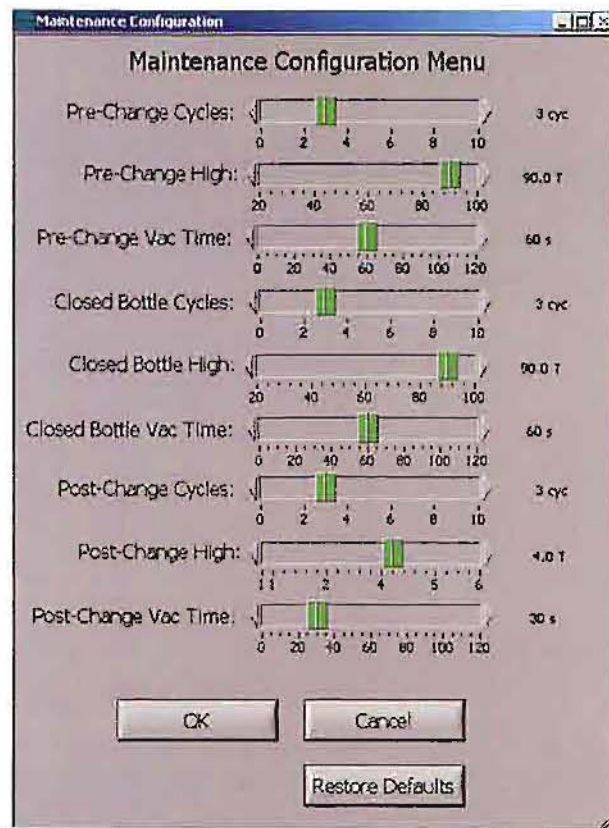 Maintenance Configuration
Maintenance Configuration Menu
Pre-Change Cycles: 3 cyc
0 2 4 6 8 10
Pre-Change High: 90.0 T
20 40 60 80 100
Pre-Change Vac Time: 60 s
0 20 40 60 80 100 120
Closed Bottle Cycles: 3 cyc
0 2 4 6 8 10
Closed Bottle High: 90.0 T
20 40 60 80 100
Closed Bottle Vac Time: 60 s
0 20 40 60 80 100 120
Post-Change Cycles: 3 cyc
0 2 4 6 8 10
Post-Change High: 4.0 T
2 4 5 6
Post-Change Vac Time: 30 s
0 20 40 60 80 100 120
OK Cancel
Restore Defaults